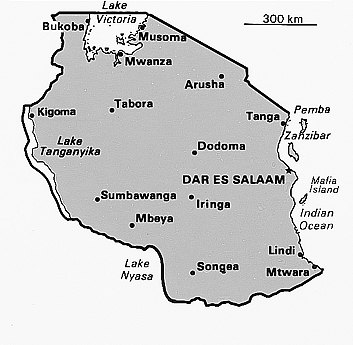 Lake
Victoria
300 km
Bukoba
Musoma
Mwanza
Arusha
Kigoma
Tabora
Tanga
Pemba
Zahzibar
Lake
Tanganyika
Dodoma
DAR ES SALAAM
Mafia
Island
Sumbawanga
Iringa
Indian
Ocean
Mbeya
Lake
Nyasa
Songea
Lindi
Mtwara